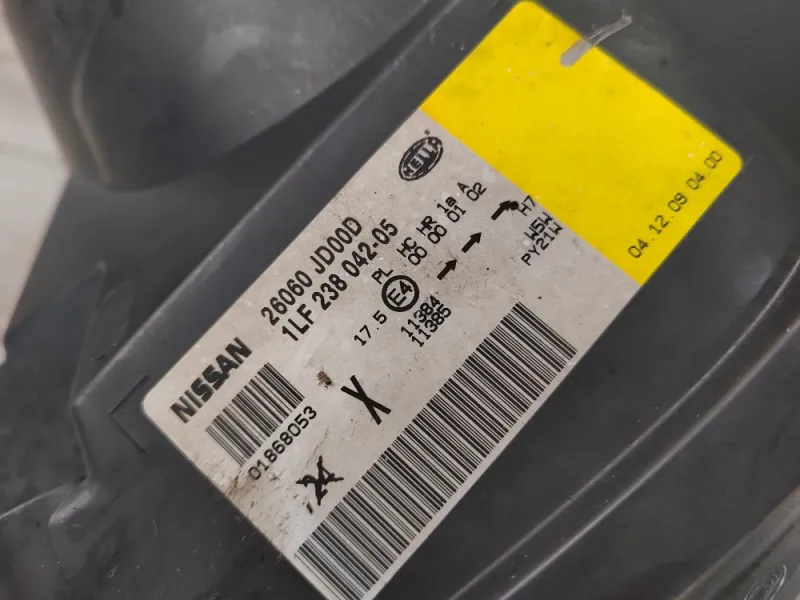 HELLA
04.12.09 04.00
NISSAN
26060 JD00D
1LF 238 042-05
PL HC HR 1a A
00 00 01 02
17.5 E4
11384
11385
H7
W5W
PY21W
01868053
X
24